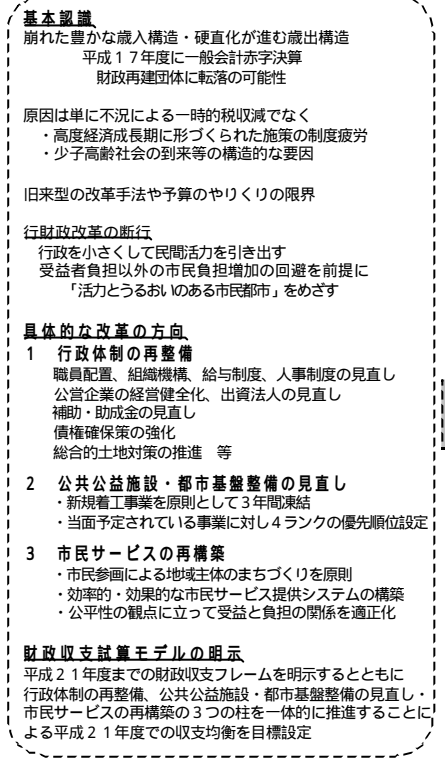 基本認識
崩れた豊かな歳入構造・硬直化が進む歳出構造
平成17年度に一般会計赤字決算
財政再建団体に転落の可能性
原因は単に不況による一時的税収減でなく
・高度経済成長期に形づくられた施策の制度疲労
・少子高齢社会の到来等の構造的な要因
旧来型の改革手法や予算のやりくりの限界
行財政改革の断行
行政を小さくして民間活力を引き出す
受益者負担以外の市民負担増加の回避を前提に
「活力とうるおいのある市民都市」をめざす
具体的な改革の方向
1 行政体制の再整備
職員配置、組織機構、給与制度、人事制度の見直し
公営企業の経営健全化、出資法人の見直し
補助・助成金の見直し
債権確保策の強化
総合的土地対策の推進 等
2 公共公益施設・都市基盤整備の見直し
・新規着工事業を原則として3年間凍結
・当面予定されている事業に対し4ランクの優先順位設定
3 市民サービスの再構築
・市民参画による地域主体のまちづくりを原則
・効率的・効果的な市民サービス提供システムの構築
・公平性の観点に立って受益と負担の関係を適正化
財政収支試算モデルの明示
平成21年度までの財政収支フレームを明示するとともに
行政体制の再整備、公共公益施設・都市基盤整備の見直し・
市民サービスの再構築の3つの柱を一体的に推進することに
よる平成21年度での収支均衡を目標設定